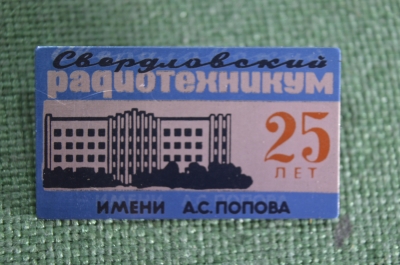 Свердловский
радиотехникум
25
ЛЕТ
ИМЕНИ А.С. ПОПОВА